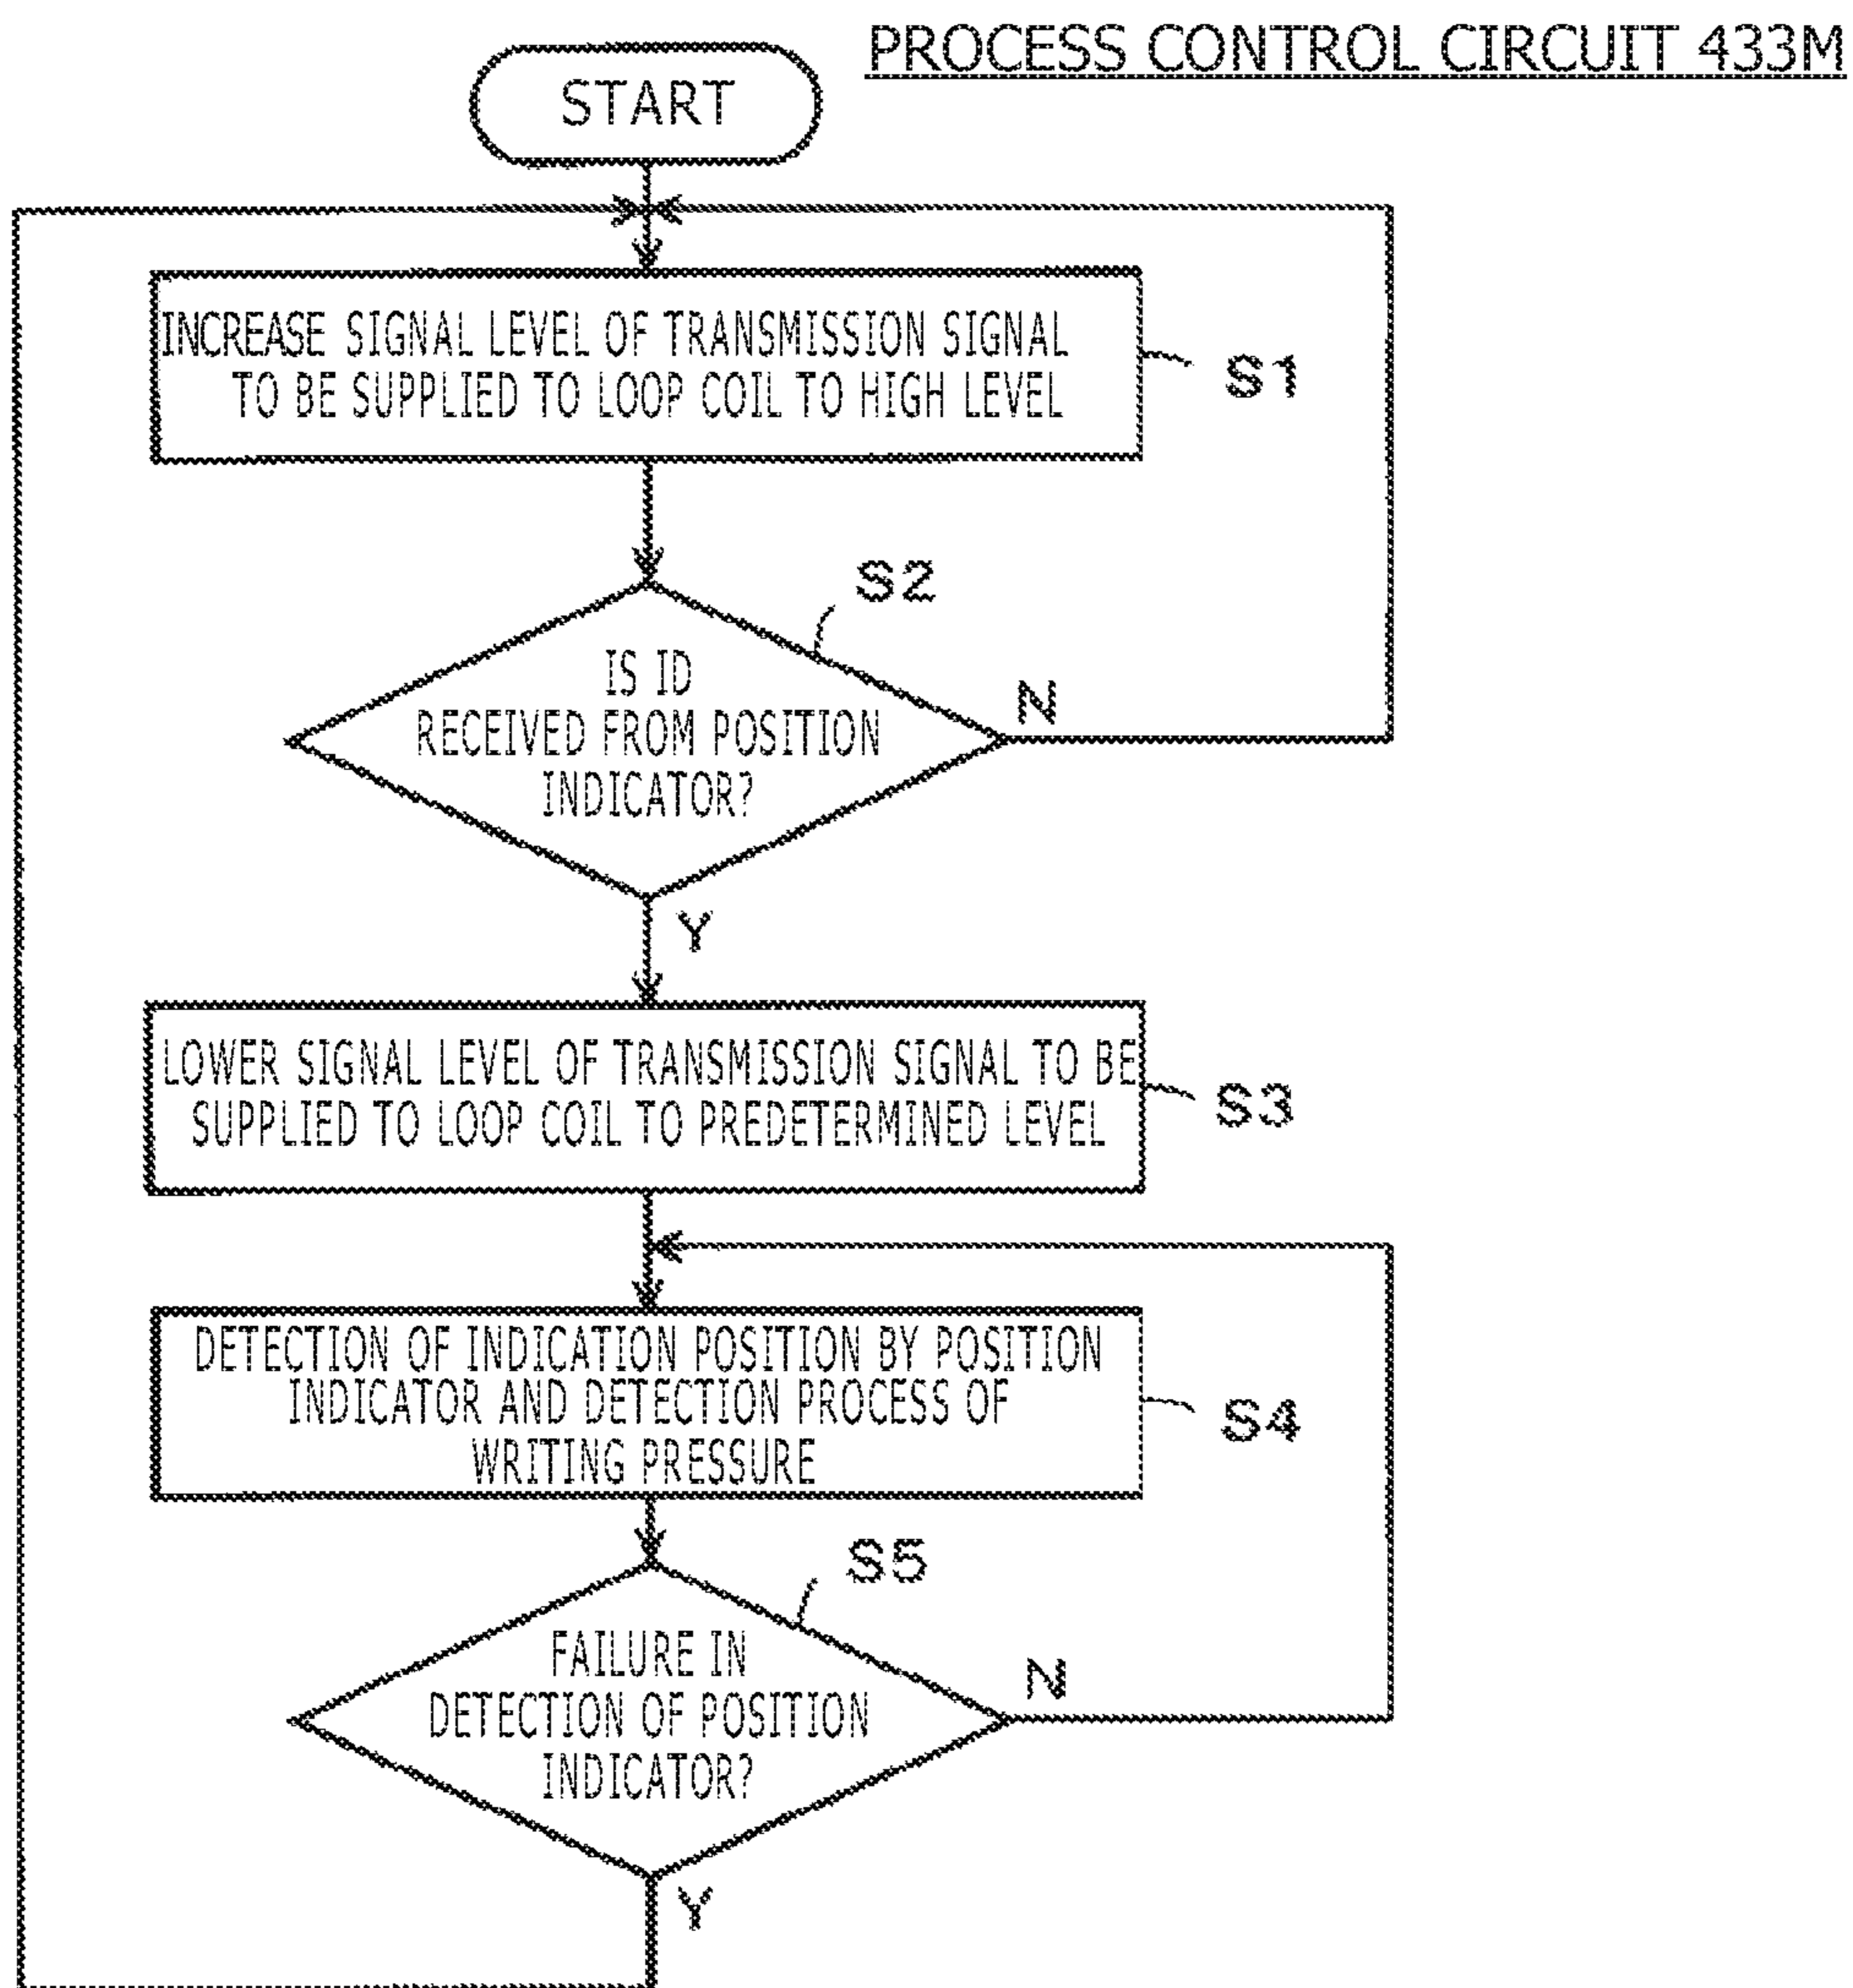 PROCESS CONTROL CIRCUIT 433M
START
INCREASE SIGNAL LEVEL OF TRANSMISSION SIGNAL
TO BE SUPPLIED TO LOOP COIL TO HIGH LEVEL
S1
S2
IS ID
RECEIVED FROM POSITION
INDICATOR?
N
Y
LOWER SIGNAL LEVEL OF TRANSMISSION SIGNAL TO BE
SUPPLIED TO LOOP COIL TO PREDETERMINED LEVEL
S3
DETECTION OF INDICATION POSITION BY POSITION
INDICATOR AND DETECTION PROCESS OF
WRITING PRESSURE
S4
S5
FAILURE IN
DETECTION OF POSITION
INDICATOR?
N
Y